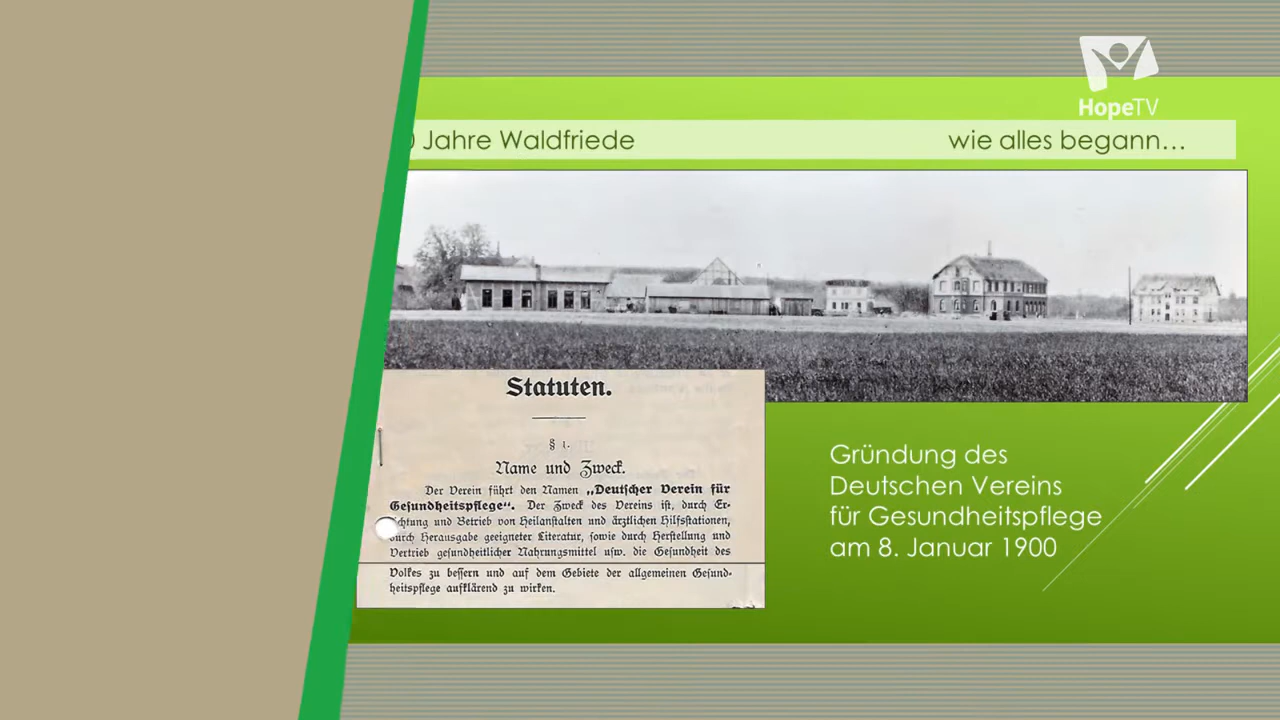 HopeTV
0 Jahre Waldfriede wie alles begann...
Statuten.
§ 1.
Name und Zweck.
Der Verein führt den Namen „Deutscher Verein für
Gesundheitspflege“. Der Zweck des Vereins ist, durch Er-
ichtung und Betrieb von Heilanstalten und ärztlichen Hilfsstationen,
durch Herausgabe geeigneter Literatur, sowie durch Herstellung und
Vertrieb gesundheitlicher Nahrungsmittel usw. die Gesundheit des
Volkes zu bessern und auf dem Gebiete der allgemeinen Gesund-
heitspflege aufklärend zu wirken.
Gründung des
Deutschen Vereins
für Gesundheitspflege
am 8. Januar 1900